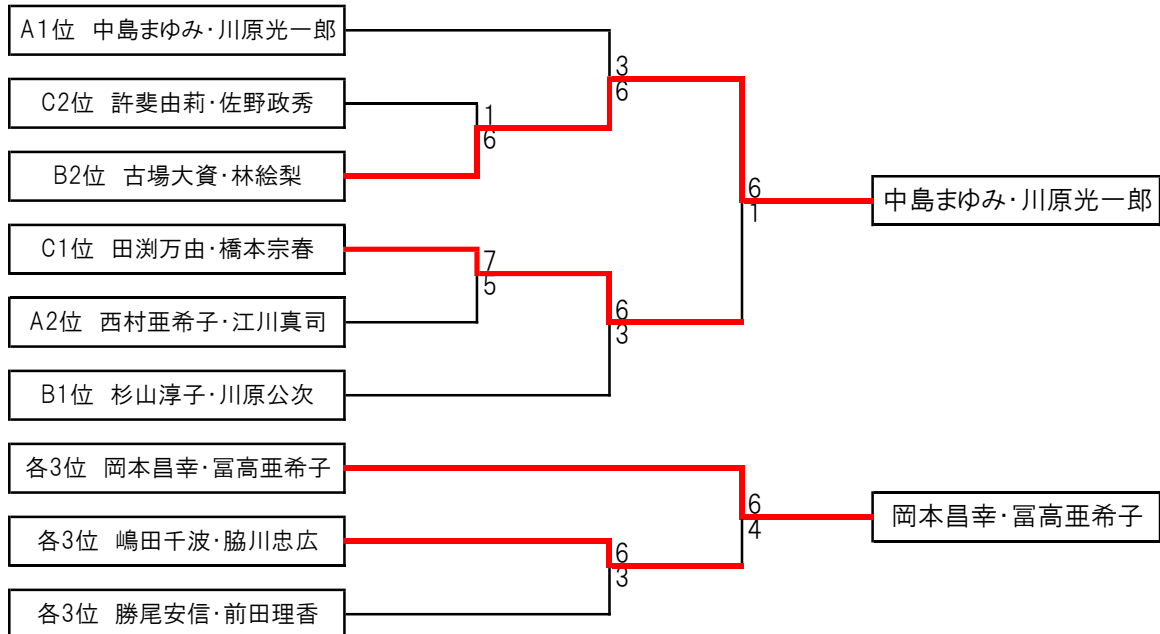 A1位 中島まゆみ・川原光一郎
3
6
C2位 許斐由莉・佐野政秀
1
6
B2位 古場大資・林絵梨
6
1
中島まゆみ・川原光一郎
C1位 田渕万由・橋本宗春
7
5
A2位 西村亜希子・江川真司
6
3
B1位 杉山淳子・川原公次
各3位 岡本昌幸・冨高亜希子
6
4
岡本昌幸・冨高亜希子
各3位 嶋田千波・脇川忠広
6
3
各3位 勝尾安信・前田理香